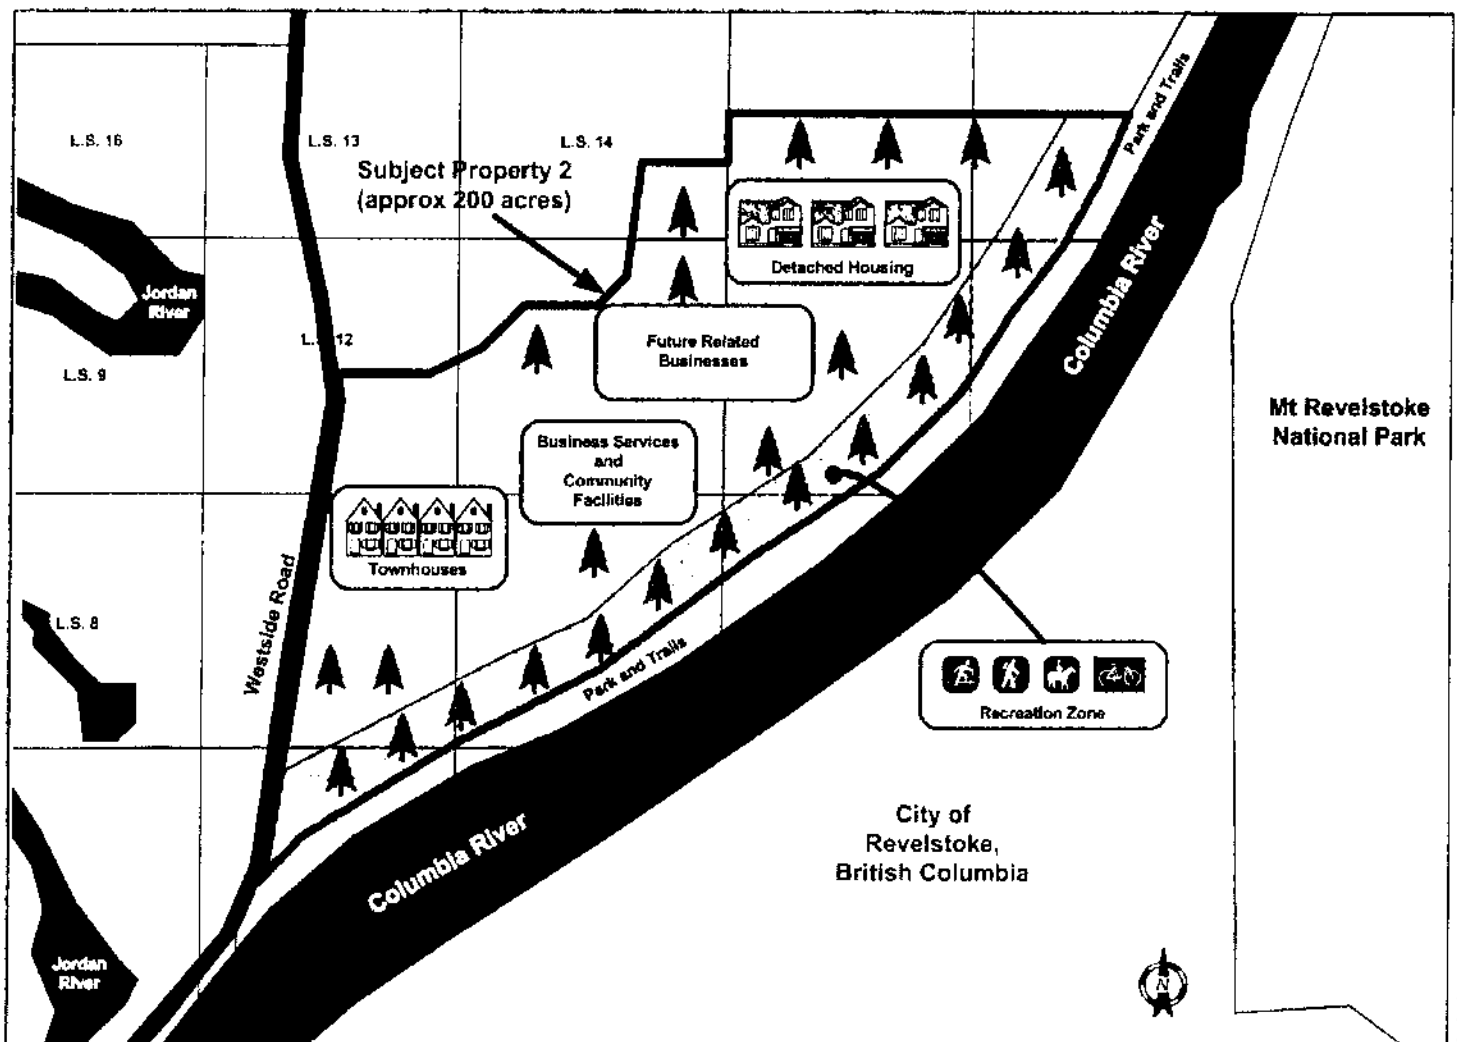 L.S. 16
L.S. 13
L.S. 14
Subject Property 2
(approx 200 acres)
Park and Trails
Detached Housing
Jordan
River
Columbia River
L.S. 12
Future Related
Businesses
L.S. 9
Mt Revelstoke
National Park
Business Services
and
Community
Facilities
Townhouses
Westside Road
L.S. 8
Park and Trails
Recreation Zone
City of
Revelstoke,
British Columbia
Columbia River
Jordan
River
N